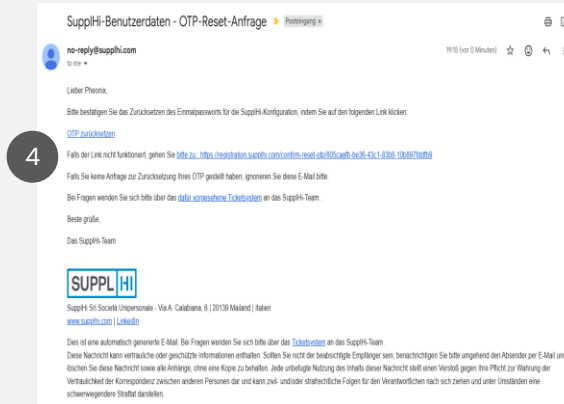 SupplHi-Benutzerdaten - OTP-Reset-Anfrage Posteingang ×
no-reply@supplhi.com
19:15 (vor 0 Minuten)
to me
Lieber Pheonix,
Bitte bestätigen Sie das Zurücksetzen des Einmalpassworts für die SupplHi-Konfiguration, indem Sie auf den folgenden Link klicken:
OTP zurücksetzen
4
Falls der Link nicht funktioniert, gehen Sie bitte zu : https://registration.supplhi.com/confirm-reset-otp/
Falls Sie keine Anfrage zur Zurücksetzung Ihres OTP gestellt haben, ignorieren Sie diese E-Mail bitte.
Bei Fragen wenden Sie sich bitte über das dafür vorgesehene Ticketsystem an das SupplHi-Team .
Beste grüße,
Das SupplHi-Team
SUPPL HI
SupplHi Srl Società Unipersonale - Via A. Calabiana, 6 | 20139 Mailand | Italien
www.supplhi.com | LinkedIn
Dies ist eine automatisch generierte E-Mail. Bei Fragen wenden Sie sich bitte über das Ticketsystem an das SupplHi-Team .
Diese Nachricht kann vertrauliche oder geschützte Informationen enthalten. Sollten Sie nicht der beabsichtigte Empfänger sein, benachrichtigen Sie bitte umgehend den Absender per E-Mail und
löschen Sie diese Nachricht sowie alle Anhänge, ohne eine Kopie zu behalten. Jede unbefugte Nutzung des Inhalts dieser Nachricht stellt einen Verstoß gegen Ihre Pflicht zur Wahrung der
Vertraulichkeit der Korrespondenz zwischen anderen Personen dar und kann zivil- und/oder strafrechtliche Folgen für den Verantwortlichen nach sich ziehen und unter Umständen eine
schwerwiegendere Straftat darstellen.